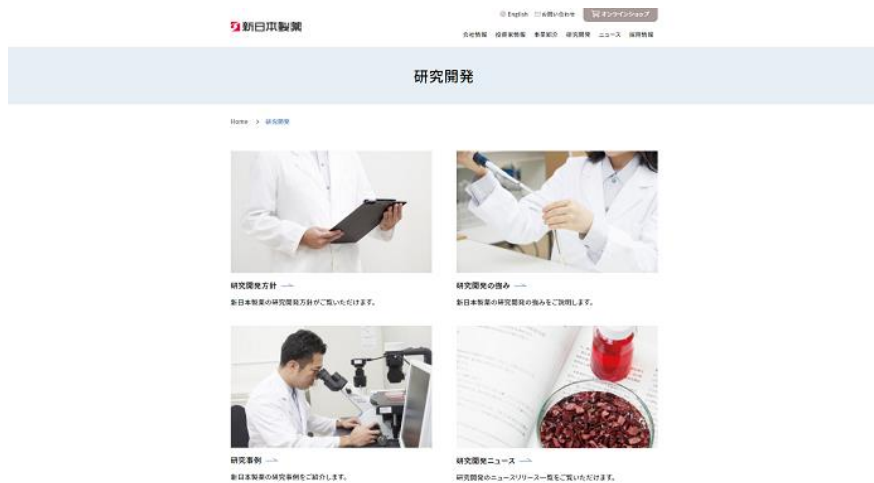 新日本製薬
English お問い合わせ オンラインショップ
会社情報 投資家情報 事業紹介 研究開発 ニュース 採用情報
研究開発
Home > 研究開発
研究開発方針
新日本製薬の研究開発方針がご覧いただけます。
研究開発の強み
新日本製薬の研究開発の強みをご説明します。
研究事例
新日本製薬の研究事例をご紹介します。
研究開発ニュース
研究開発のニュースリリース一覧をご覧いただけます。